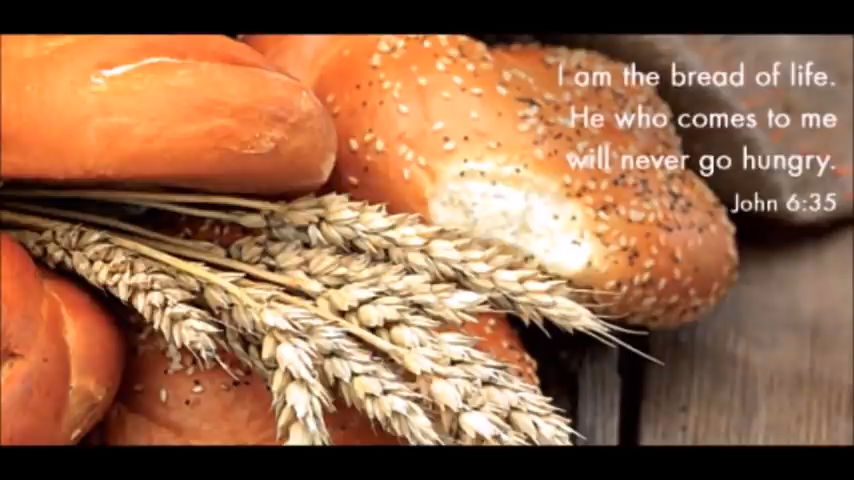 I am the bread of life.
He who comes to me
will never go hungry.
John 6:35